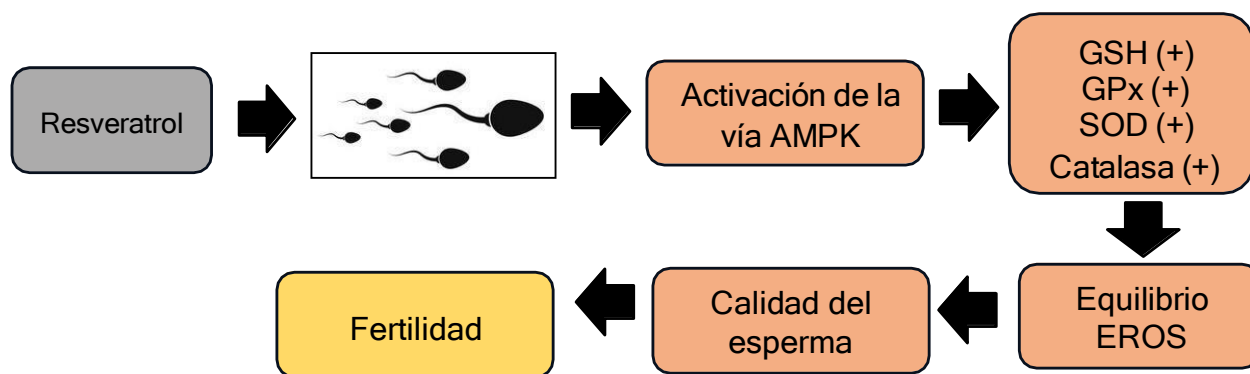 Resveratrol
Activación de la
vía AMPK
GSH (+)
GPx (+)
SOD (+)
Catalasa (+)
Equilibrio
EROS
Calidad del
esperma
Fertilidad